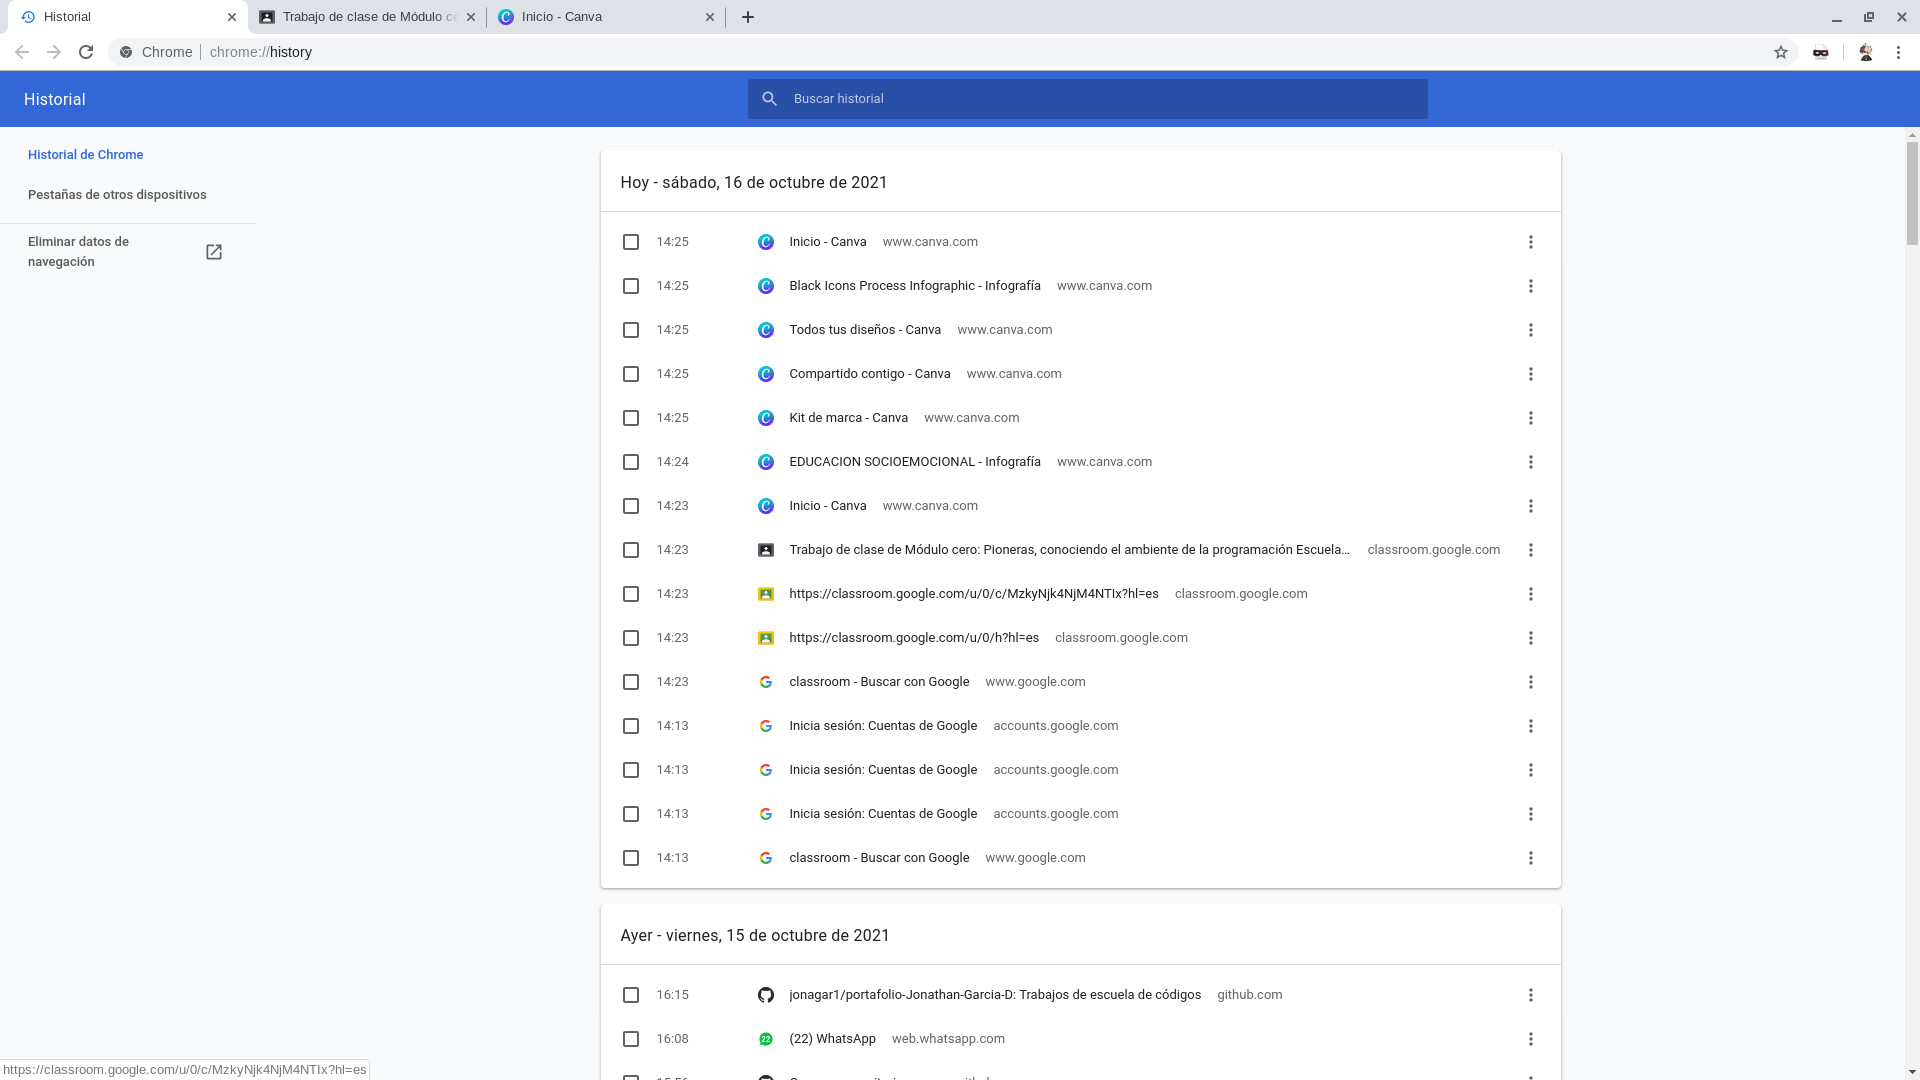 Historial
Trabajo de clase de Módulo ce
Inicio - Canva
Chrome
chrome://history
Historial
Buscar historial
Historial de Chrome
Pestañas de otros dispositivos
Eliminar datos de
navegación
Hoy - sábado, 16 de octubre de 2021
14:25 Inicio - Canva www.canva.com
14:25 Black Icons Process Infographic - Infografía www.canva.com
14:25 Todos tus diseños - Canva www.canva.com
14:25 Compartido contigo - Canva www.canva.com
14:25 Kit de marca - Canva www.canva.com
14:24 EDUCACION SOCIOEMOCIONAL - Infografía www.canva.com
14:23 Inicio - Canva www.canva.com
14:23 Trabajo de clase de Módulo cero: Pioneras, conociendo el ambiente de la programación Escuela... classroom.google.com
14:23 https://classroom.google.com/u/0/c/MzkyNjk4NjM4NTIx?hl=es classroom.google.com
14:23 https://classroom.google.com/u/0/h?hl=es classroom.google.com
14:23 classroom - Buscar con Google www.google.com
14:13 Inicia sesión: Cuentas de Google accounts.google.com
14:13 Inicia sesión: Cuentas de Google accounts.google.com
14:13 Inicia sesión: Cuentas de Google accounts.google.com
14:13 classroom - Buscar con Google www.google.com
Ayer - viernes, 15 de octubre de 2021
16:15 jonagar1/portafolio-Jonathan-Garcia-D: Trabajos de escuela de códigos github.com
16:08 22 (22) WhatsApp web.whatsapp.com
https://classroom.google.com/u/0/c/MzkyNjk4NjM4NTIx?hl=es